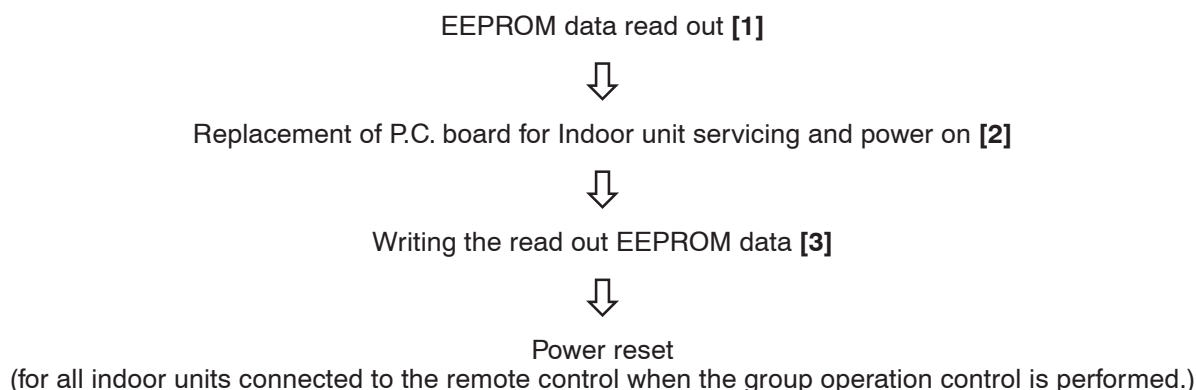 EEPROM data read out [1]
Replacement of P.C. board for Indoor unit servicing and power on [2]
Writing the read out EEPROM data [3]
Power reset
(for all indoor units connected to the remote control when the group operation control is performed.)